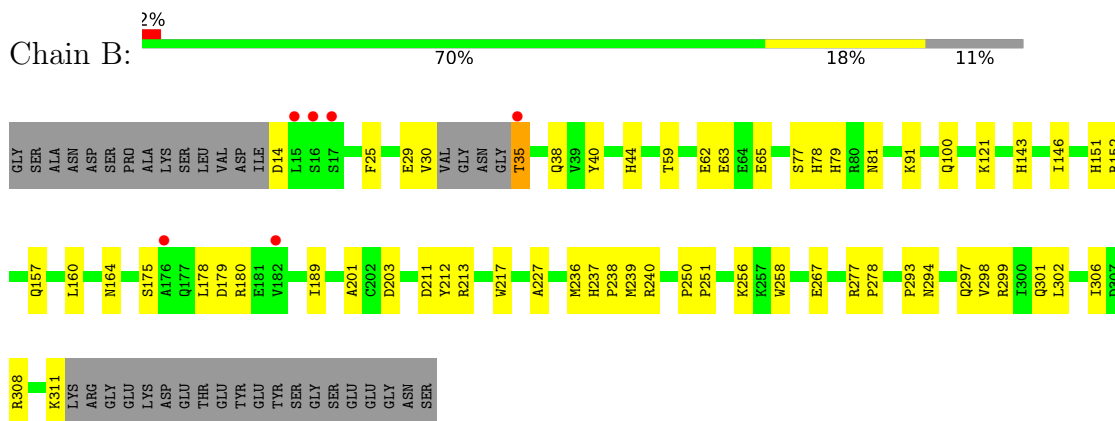 2%
Chain B:
70% 18% 11%
GLY SER ALA ASN ASP SER PRO ALA LYS SER LEU VAL ASP ILE D14 L15 S16 S17 F25 E29 V30 VAL GLY ASN GLY T35 Q38 V39 Y40 H44 T59 E62 E63 E64 E65 S77 H78 H79 R80 N81 K91 Q100 K121 H143 I146 H151 R152
Q157 L160 N164 S175 A176 Q177 L178 D179 R180 E181 V182 I189 A201 C202 D203 D211 Y212 R213 W217 A227 M236 H237 P238 M239 R240 P250 P251 K256 K257 W258 E267 R277 P278 P293 N294 Q297 V298 R299 I300 Q301 L302 I306 D307
R308 K311 LYS ARG GLY GLU LYS ASP GLU THR GLU TYR GLU TYR SER GLY SER GLU GLU GLY ASN SER